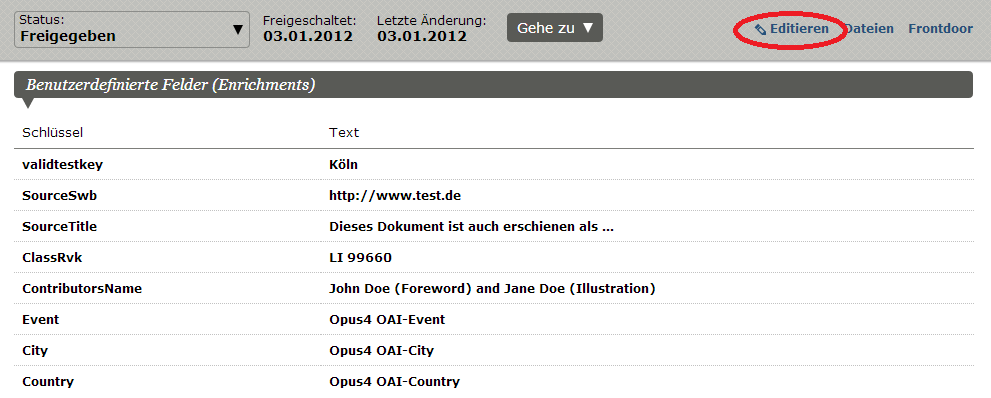 Status: Freigeschaltet: Letzte Änderung:
Freigegeben ▼ 03.01.2012 03.01.2012 Gehe zu ▼ Editieren Dateien Frontdoor
Benutzerdefinierte Felder (Enrichments)
Schlüssel Text
validtestkey Köln
SourceSwb http://www.test.de
SourceTitle Dieses Dokument ist auch erschienen als ...
ClassRvk LI 99660
ContributorsName John Doe (Foreword) and Jane Doe (Illustration)
Event Opus4 OAI-Event
City Opus4 OAI-City
Country Opus4 OAI-Country